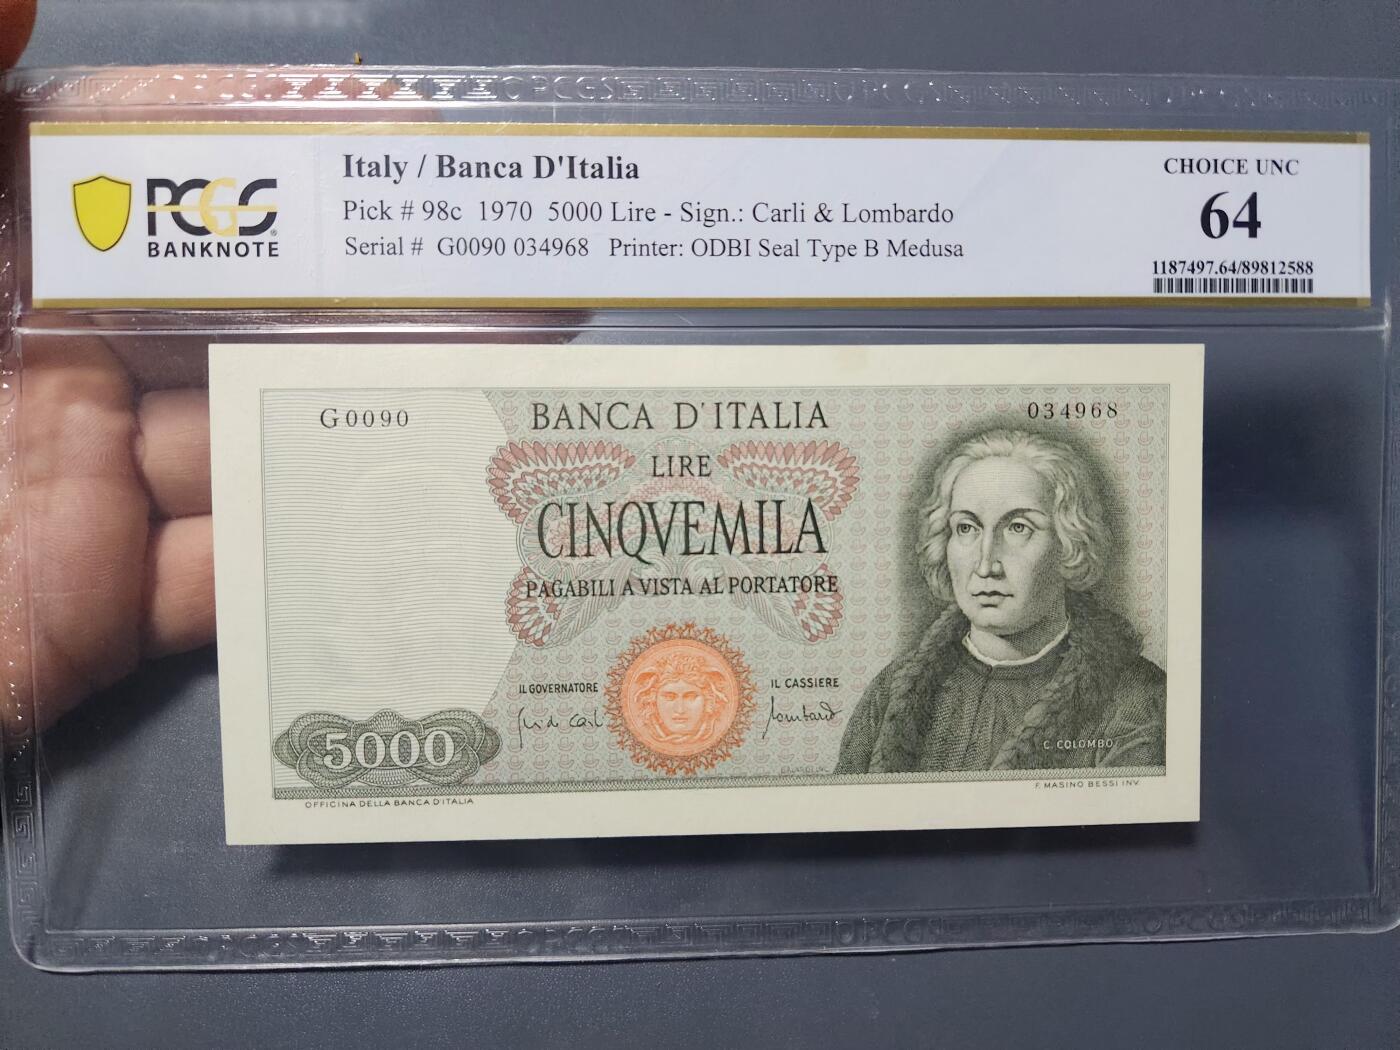 PCGS
BANKNOTE
Italy / Banca D'Italia
Pick # 98c 1970 5000 Lire - Sign.: Carli & Lombardo
Serial # G0090 034968 Printer: ODBI Seal Type B Medusa
CHOICE UNC
64
1187497.64/89812588
G0090
BANCA D'ITALIA
034968
LIRE
CINQVEMILA
PAGABILI A VISTA AL PORTATORE
IL GOVERNATORE
IL CASSIERE
5000
C. COLOMBO
OFFICINA DELLA BANCA D'ITALIA
F. MASINO BESSI INV.